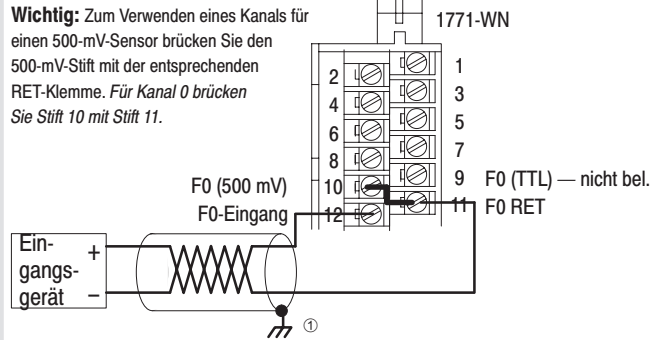 Wichtig: Zum Verwenden eines Kanals für
einen 500-mV-Sensor brücken Sie den
500-mV-Stift mit der entsprechenden
RET-Klemme. Für Kanal 0 brücken
Sie Stift 10 mit Stift 11.
1771-WN
1
2
3
4
5
6
7
8
9 F0 (TTL) — nicht bel.
F0 (500 mV) 10
11 F0 RET
F0-Eingang 12
Ein-
gangs-
gerät
+
–
①